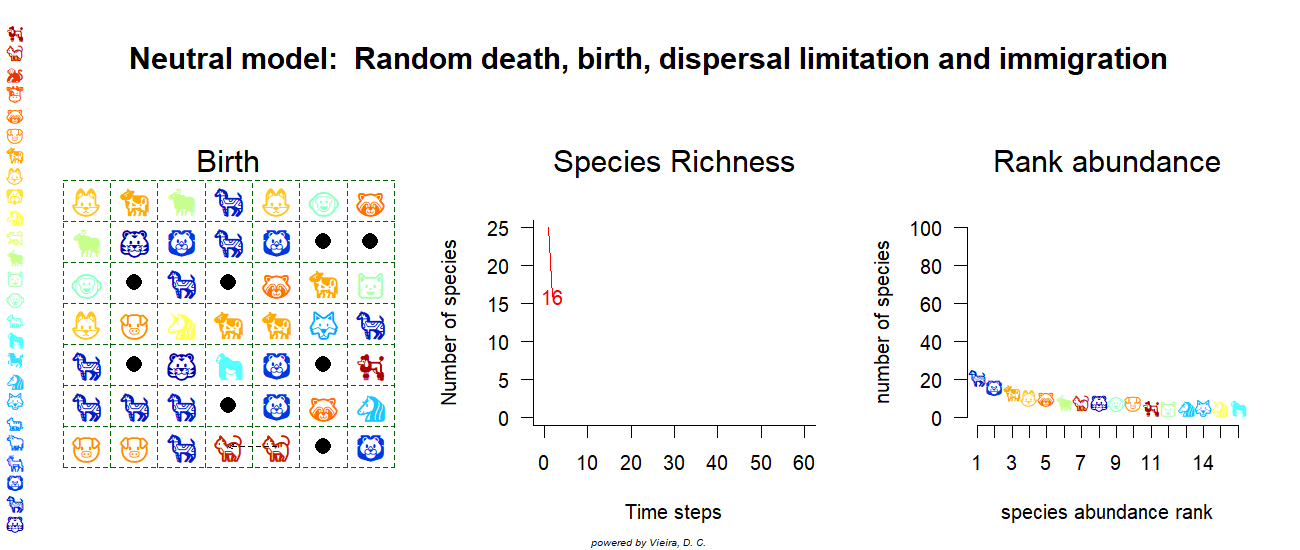 Neutral model:  Random death, birth, dispersal limitation and immigration
Birth
Species Richness
Rank abundance
Number of species
25
20
15
10
5
0
16
0 10 20 30 40 50 60
Time steps
number of species
100
80
60
40
20
0
1 3 5 7 9 11 14
species abundance rank
powered by Vieira, D. C.